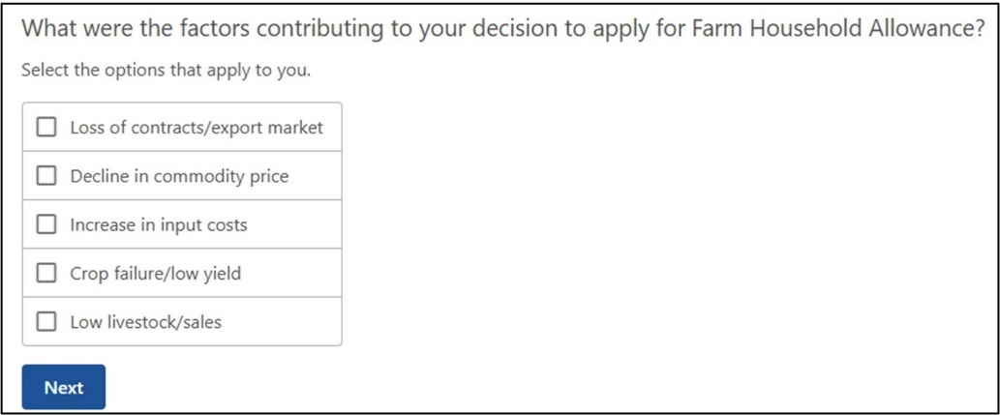 What were the factors contributing to your decision to apply for Farm Household Allowance?
Select the options that apply to you.
Loss of contracts/export market
Decline in commodity price
Increase in input costs
Crop failure/low yield
Low livestock/sales
Next